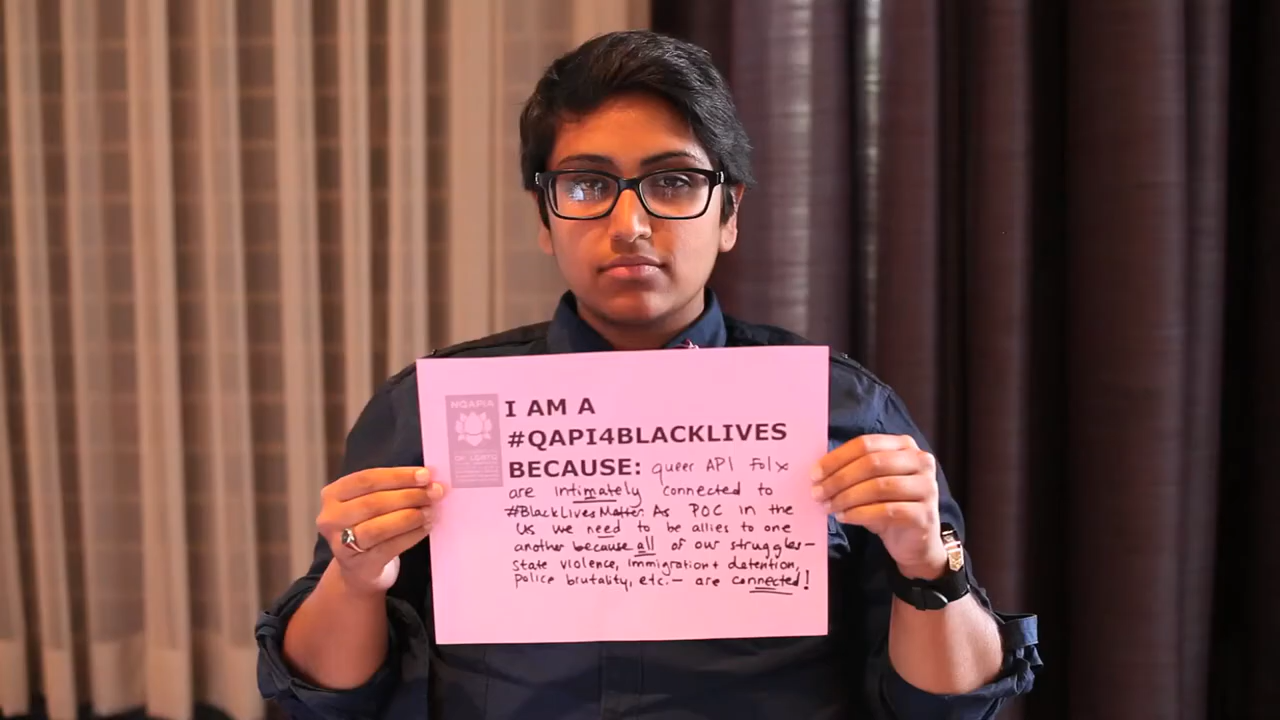 NQAPIA
OF LGBTQ
I AM A
#QAPI4BLACKLIVES
BECAUSE: queer API folx
are intimately connected to
#BlackLivesMatter. As POC in the
US we need to be allies to one
another because all of our struggles—
state violence, immigration + detention,
police brutality, etc. — are connected!